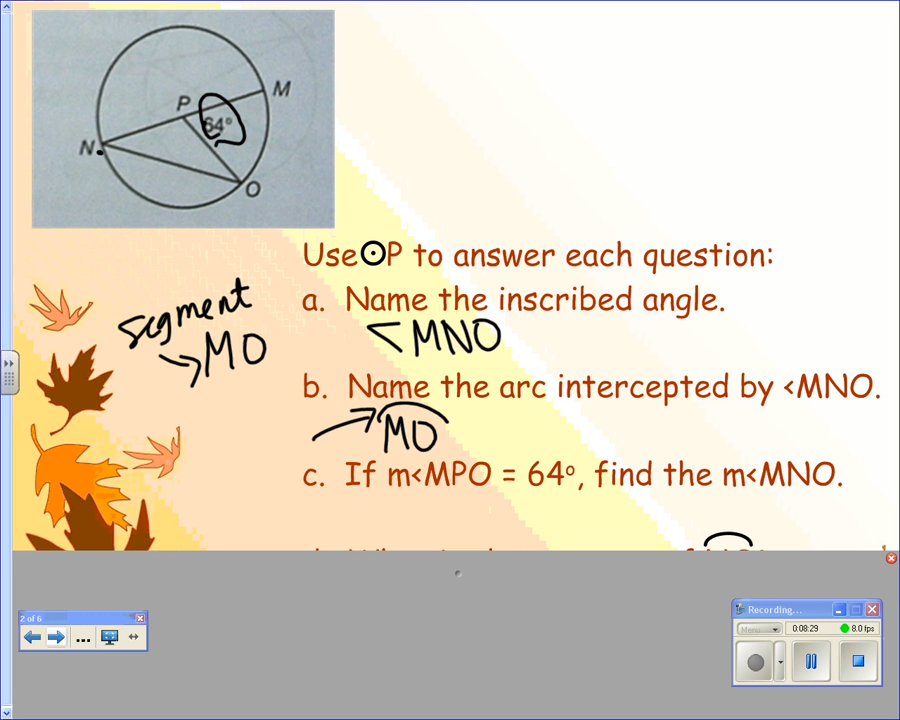 M
P
64°
N
O
Use⊙P to answer each question:
a. Name the inscribed angle.
segment
<MNO
→MO
b. Name the arc intercepted by <MNO.
→MO
c. If m<MPO = 64°, find the m<MNO.
2 of 6
Recording...
Menu
0:08:29
8.0 fps